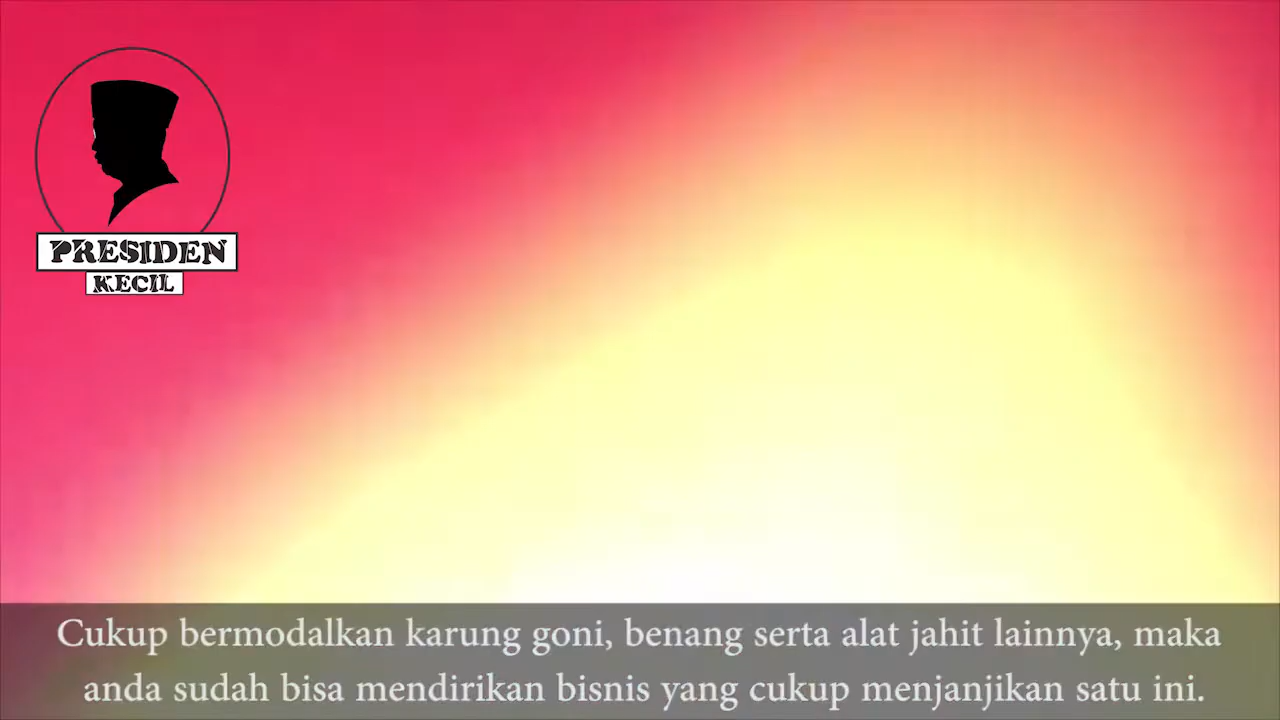 PRESIDEN
KECIL
Cukup bermodalkan karung goni, benang serta alat jahit lainnya, maka
anda sudah bisa mendirikan bisnis yang cukup menjanjikan satu ini.